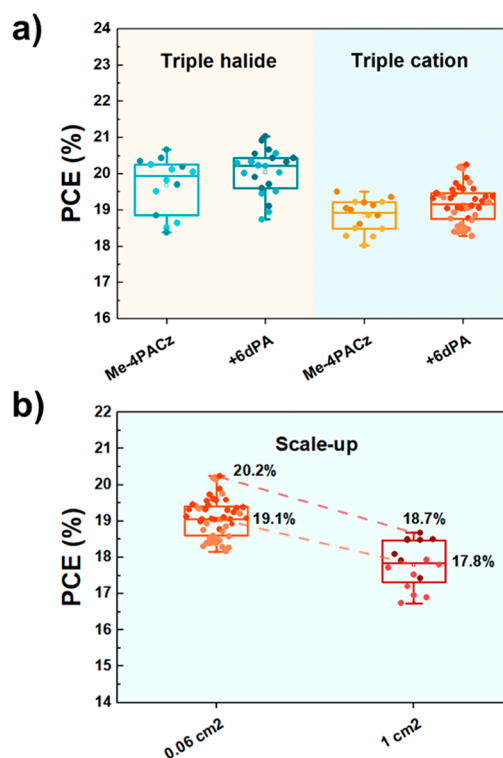 a)
Triple halide
Triple cation
PCE (%)
24
23
22
21
20
19
18
17
16
Me-4PACz
+6dPA
Me-4PACz
+6dPA
b)
Scale-up
PCE (%)
22
21
20
19
18
17
16
15
14
20.2%
19.1%
18.7%
17.8%
0.06 cm2
1 cm2